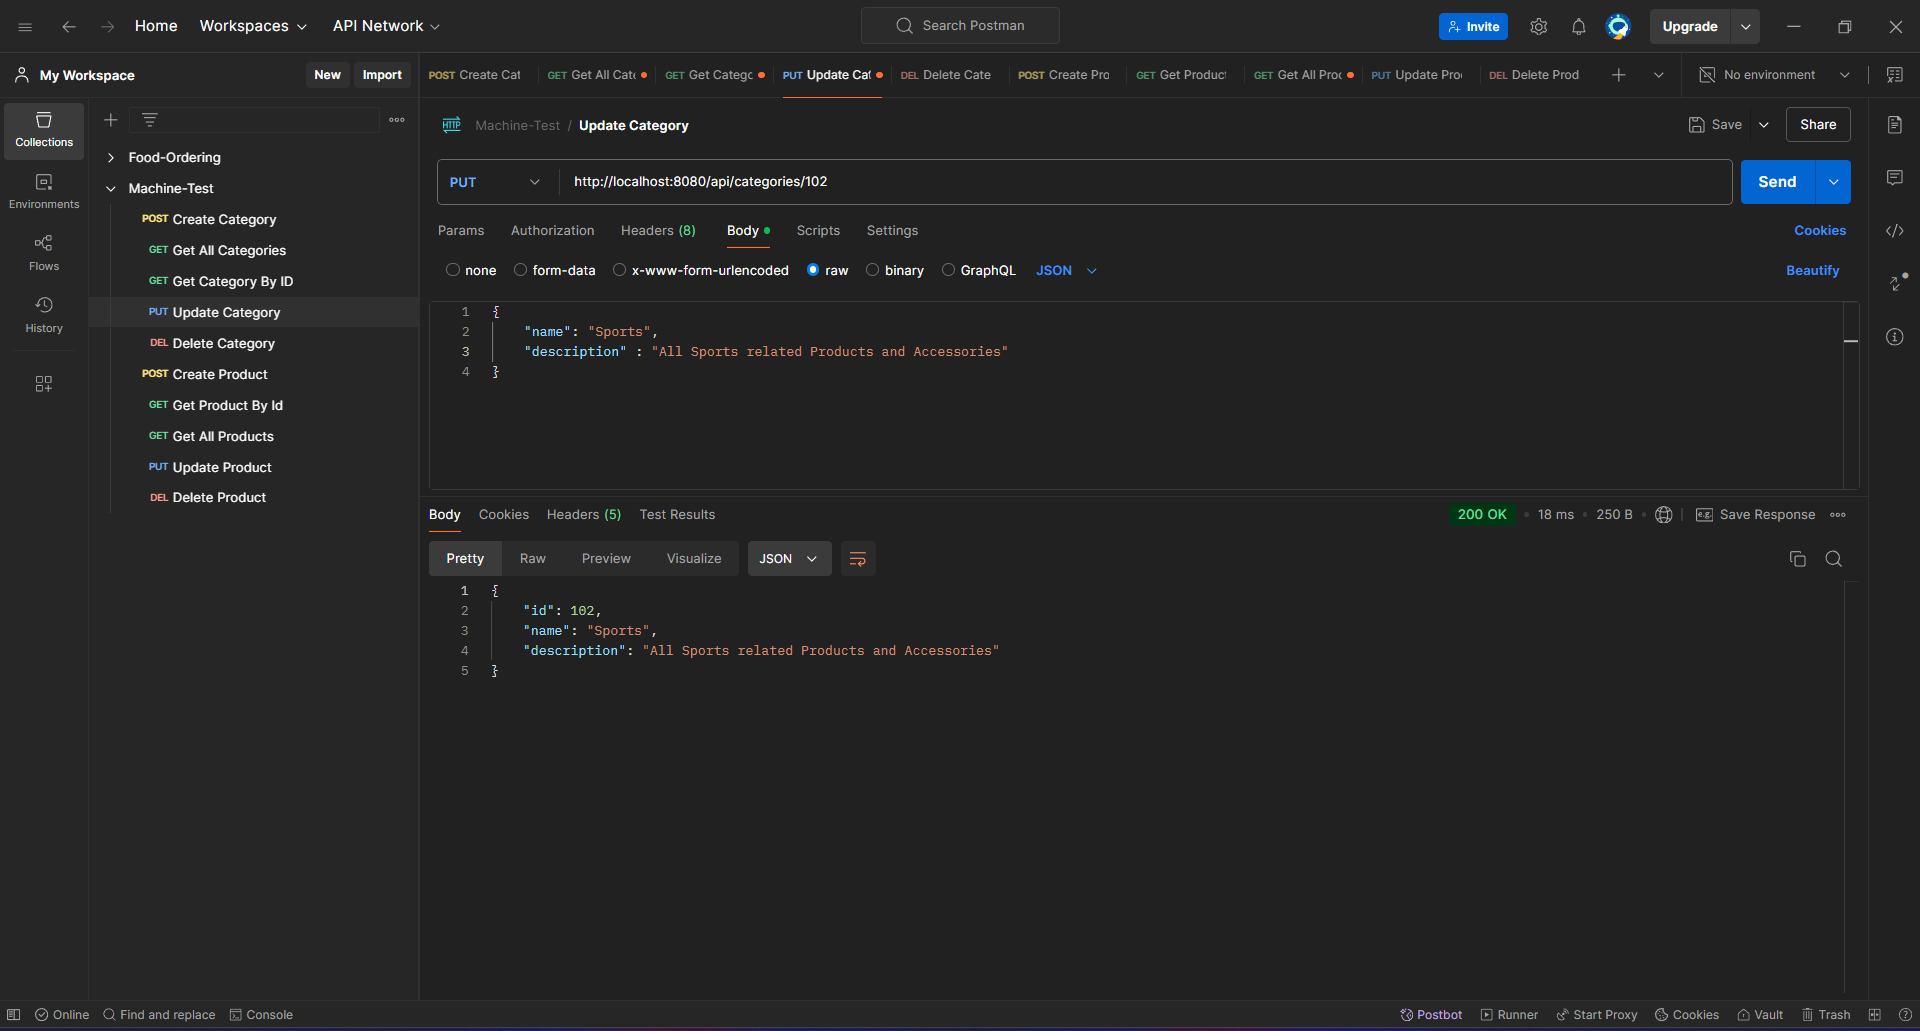 Home Workspaces API Network Search Postman Invite Upgrade
My Workspace New Import
POST Create Cat GET Get All Cate GET Get Catego PUT Update Cat DEL Delete Cate POST Create Pro GET Get Product GET Get All Proc PUT Update Pro DEL Delete Prod No environment
Collections
Environments
Flows
History
Food-Ordering
Machine-Test
POST Create Category
GET Get All Categories
GET Get Category By ID
PUT Update Category
DEL Delete Category
POST Create Product
GET Get Product By Id
GET Get All Products
PUT Update Product
DEL Delete Product
HTTP Machine-Test / Update Category Save Share
PUT http://localhost:8080/api/categories/102 Send
Params Authorization Headers (8) Body Scripts Settings Cookies
none form-data x-www-form-urlencoded raw binary GraphQL JSON Beautify
1 {
2 "name": "Sports",
3 "description" : "All Sports related Products and Accessories"
4 }
Body Cookies Headers (5) Test Results 200 OK 18 ms 250 B e.g. Save Response
Pretty Raw Preview Visualize JSON
1 {
2 "id": 102,
3 "name": "Sports",
4 "description": "All Sports related Products and Accessories"
5 }
Online Find and replace Console Postbot Runner Start Proxy Cookies Vault Trash